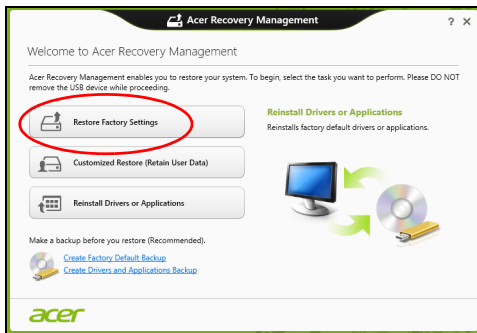 Acer Recovery Management
? X
Welcome to Acer Recovery Management
Acer Recovery Management enables you to restore your system. To begin, select the task you want to perform. Please DO NOT
remove the USB device while proceeding.
Restore Factory Settings
Customized Restore (Retain User Data)
Reinstall Drivers or Applications
Reinstall Drivers or Applications
Reinstalls factory default drivers or applications.
Make a backup before you restore (Recommended).
Create Factory Default Backup
Create Drivers and Applications Backup
acer